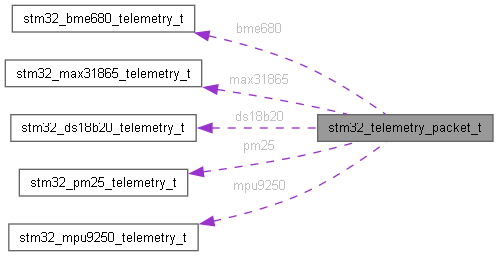 stm32_bme680_telemetry_t
bme680
stm32_max31865_telemetry_t
max31865
stm32_ds18b20_telemetry_t
ds18b20
stm32_telemetry_packet_t
pm25
stm32_pm25_telemetry_t
mpu9250
stm32_mpu9250_telemetry_t